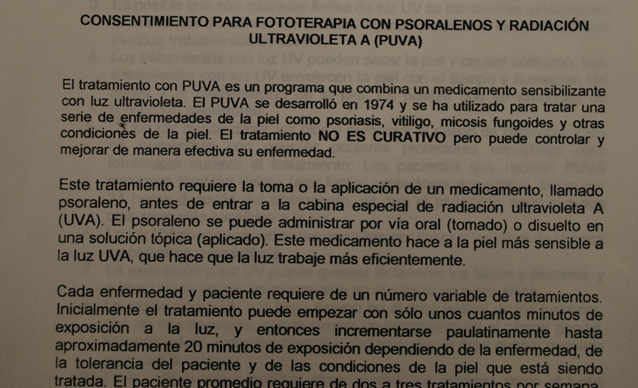 CONSENTIMIENTO PARA FOTOTERAPIA CON PSORALENOS Y RADIACIÓN
ULTRAVIOLETA A (PUVA)
El tratamiento con PUVA es un programa que combina un medicamento sensibilizante
con luz ultravioleta. El PUVA se desarrolló en 1974 y se ha utilizado para tratar una
serie de enfermedades de la piel como psoriasis, vitiligo, micosis fungoides y otras
condiciones de la piel. El tratamiento NO ES CURATIVO pero puede controlar y
mejorar de manera efectiva su enfermedad.
Este tratamiento requiere la toma o la aplicación de un medicamento, llamado
psoraleno, antes de entrar a la cabina especial de radiación ultravioleta A
(UVA). El psoraleno se puede administrar por vía oral (tomado) o disuelto en
una solución tópica (aplicado). Este medicamento hace a la piel más sensible a
la luz UVA, que hace que la luz trabaje más eficientemente.
Cada enfermedad y paciente requiere de un número variable de tratamientos.
Inicialmente el tratamiento puede empezar con sólo unos cuantos minutos de
exposición a la luz, y entonces incrementarse paulatinamente hasta
aproximadamente 20 minutos de exposición dependiendo de la enfermedad, de
la tolerancia del paciente y de las condiciones de la piel que está siendo
tratada. El paciente promedio requiere de dos a tres tratamientos por semana